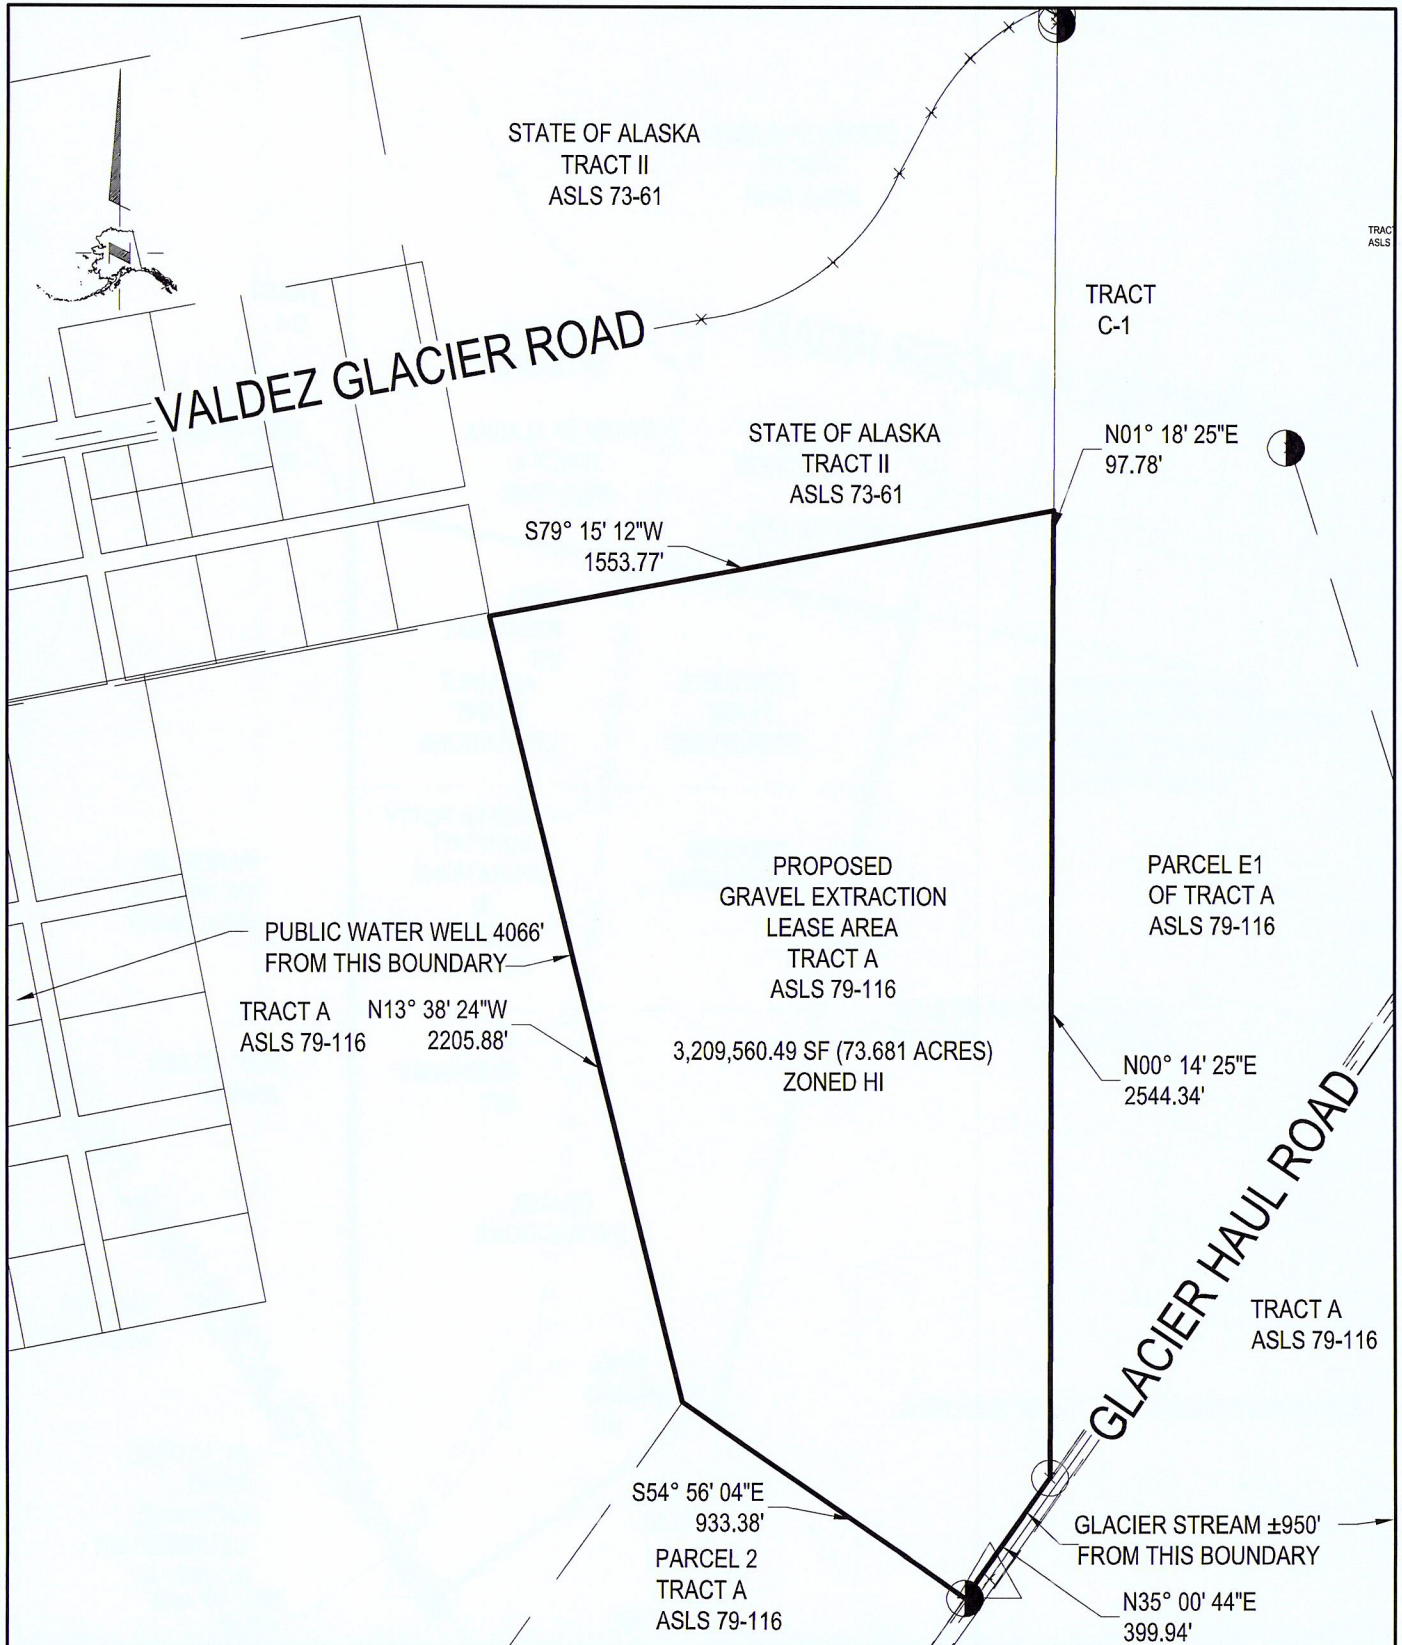 STATE OF ALASKA
TRACT II
ASLS 73-61
TRACT
ASLS
TRACT
C-1
VALDEZ GLACIER ROAD
STATE OF ALASKA
TRACT II
ASLS 73-61
N01° 18' 25"E
97.78'
S79° 15' 12"W
1553.77'
PROPOSED
GRAVEL EXTRACTION
LEASE AREA
TRACT A
ASLS 79-116
3,209,560.49 SF (73.681 ACRES)
ZONED HI
PARCEL E1
OF TRACT A
ASLS 79-116
PUBLIC WATER WELL 4066'
FROM THIS BOUNDARY
TRACT A
ASLS 79-116
N13° 38' 24"W
2205.88'
N00° 14' 25"E
2544.34'
GLACIER HAUL ROAD
TRACT A
ASLS 79-116
S54° 56' 04"E
933.38'
PARCEL 2
TRACT A
ASLS 79-116
GLACIER STREAM ±950'
FROM THIS BOUNDARY
N35° 00' 44"E
399.94'